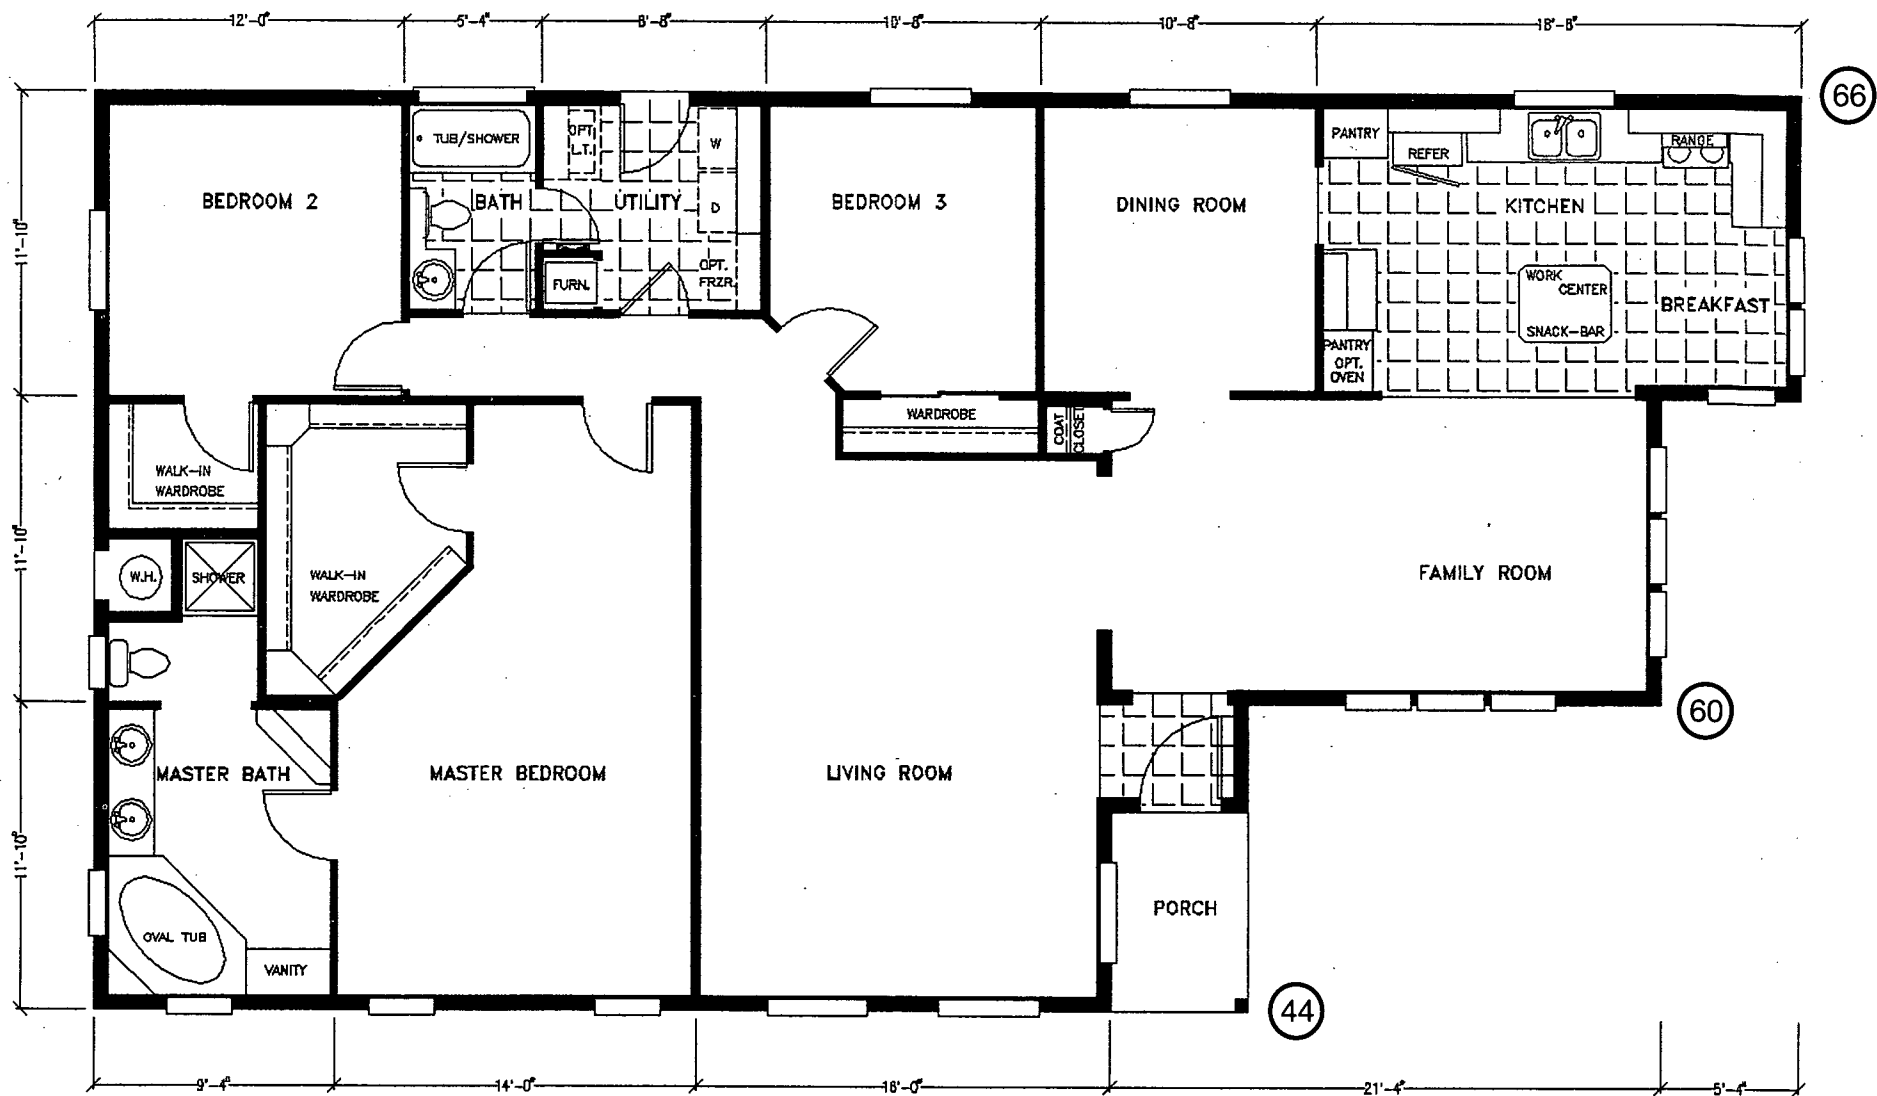 12'-0" 5'-4" 8'-8" 10'-8" 10'-8" 18'-8"
66
TUB/SHOWER
OPT.
L.T.
W
PANTRY
REFER
RANGE
BEDROOM 2
BATH
UTILITY
D
BEDROOM 3
DINING ROOM
KITCHEN
11'-10"
OPT.
FRZR.
FURN.
WORK
CENTER
SNACK-BAR
BREAKFAST
PANTRY
OPT.
OVEN
WARDROBE
COAT
CLOSET
WALK-IN
WARDROBE
11'-10"
W.H.
SHOWER
WALK-IN
WARDROBE
FAMILY ROOM
60
MASTER BATH
MASTER BEDROOM
LIVING ROOM
11'-10"
OVAL TUB
VANITY
PORCH
44
9'-4" 14'-0" 16'-0" 21'-4" 5'-4"